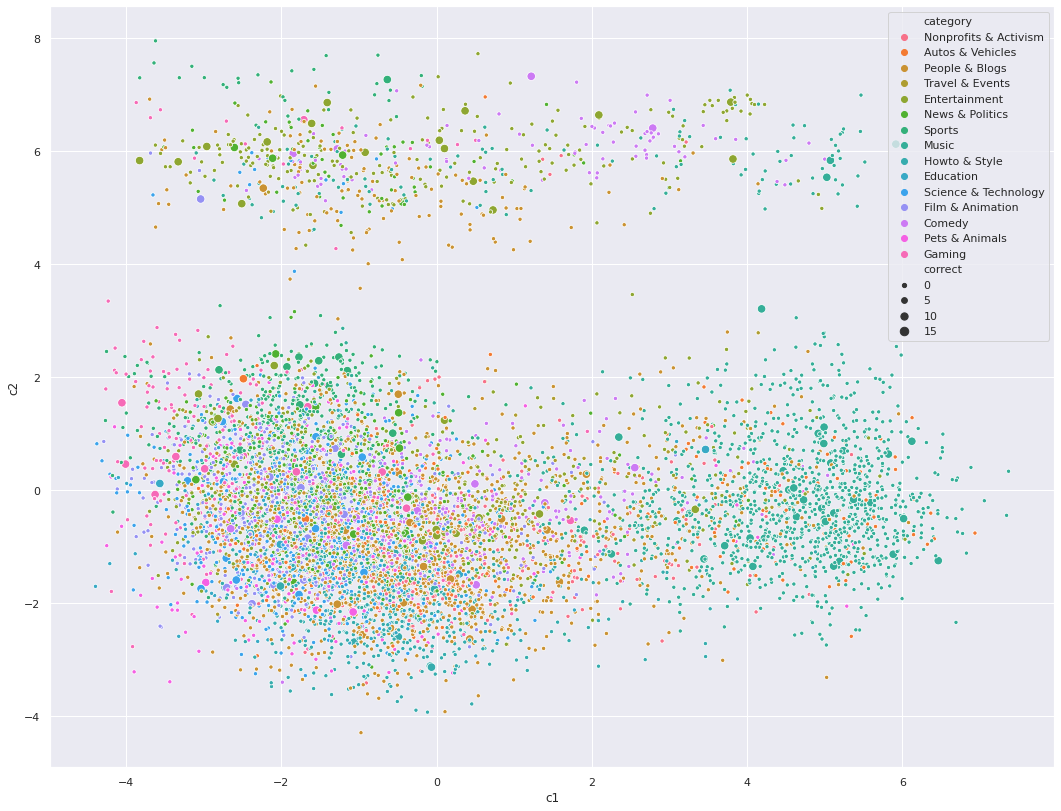 category
Nonprofits & Activism
Autos & Vehicles
People & Blogs
Travel & Events
Entertainment
News & Politics
Sports
Music
Howto & Style
Education
Science & Technology
Film & Animation
Comedy
Pets & Animals
Gaming
correct
0
5
10
15
8
6
4
2
0
−2
−4
c2
−4
−2
0
2
4
6
c1